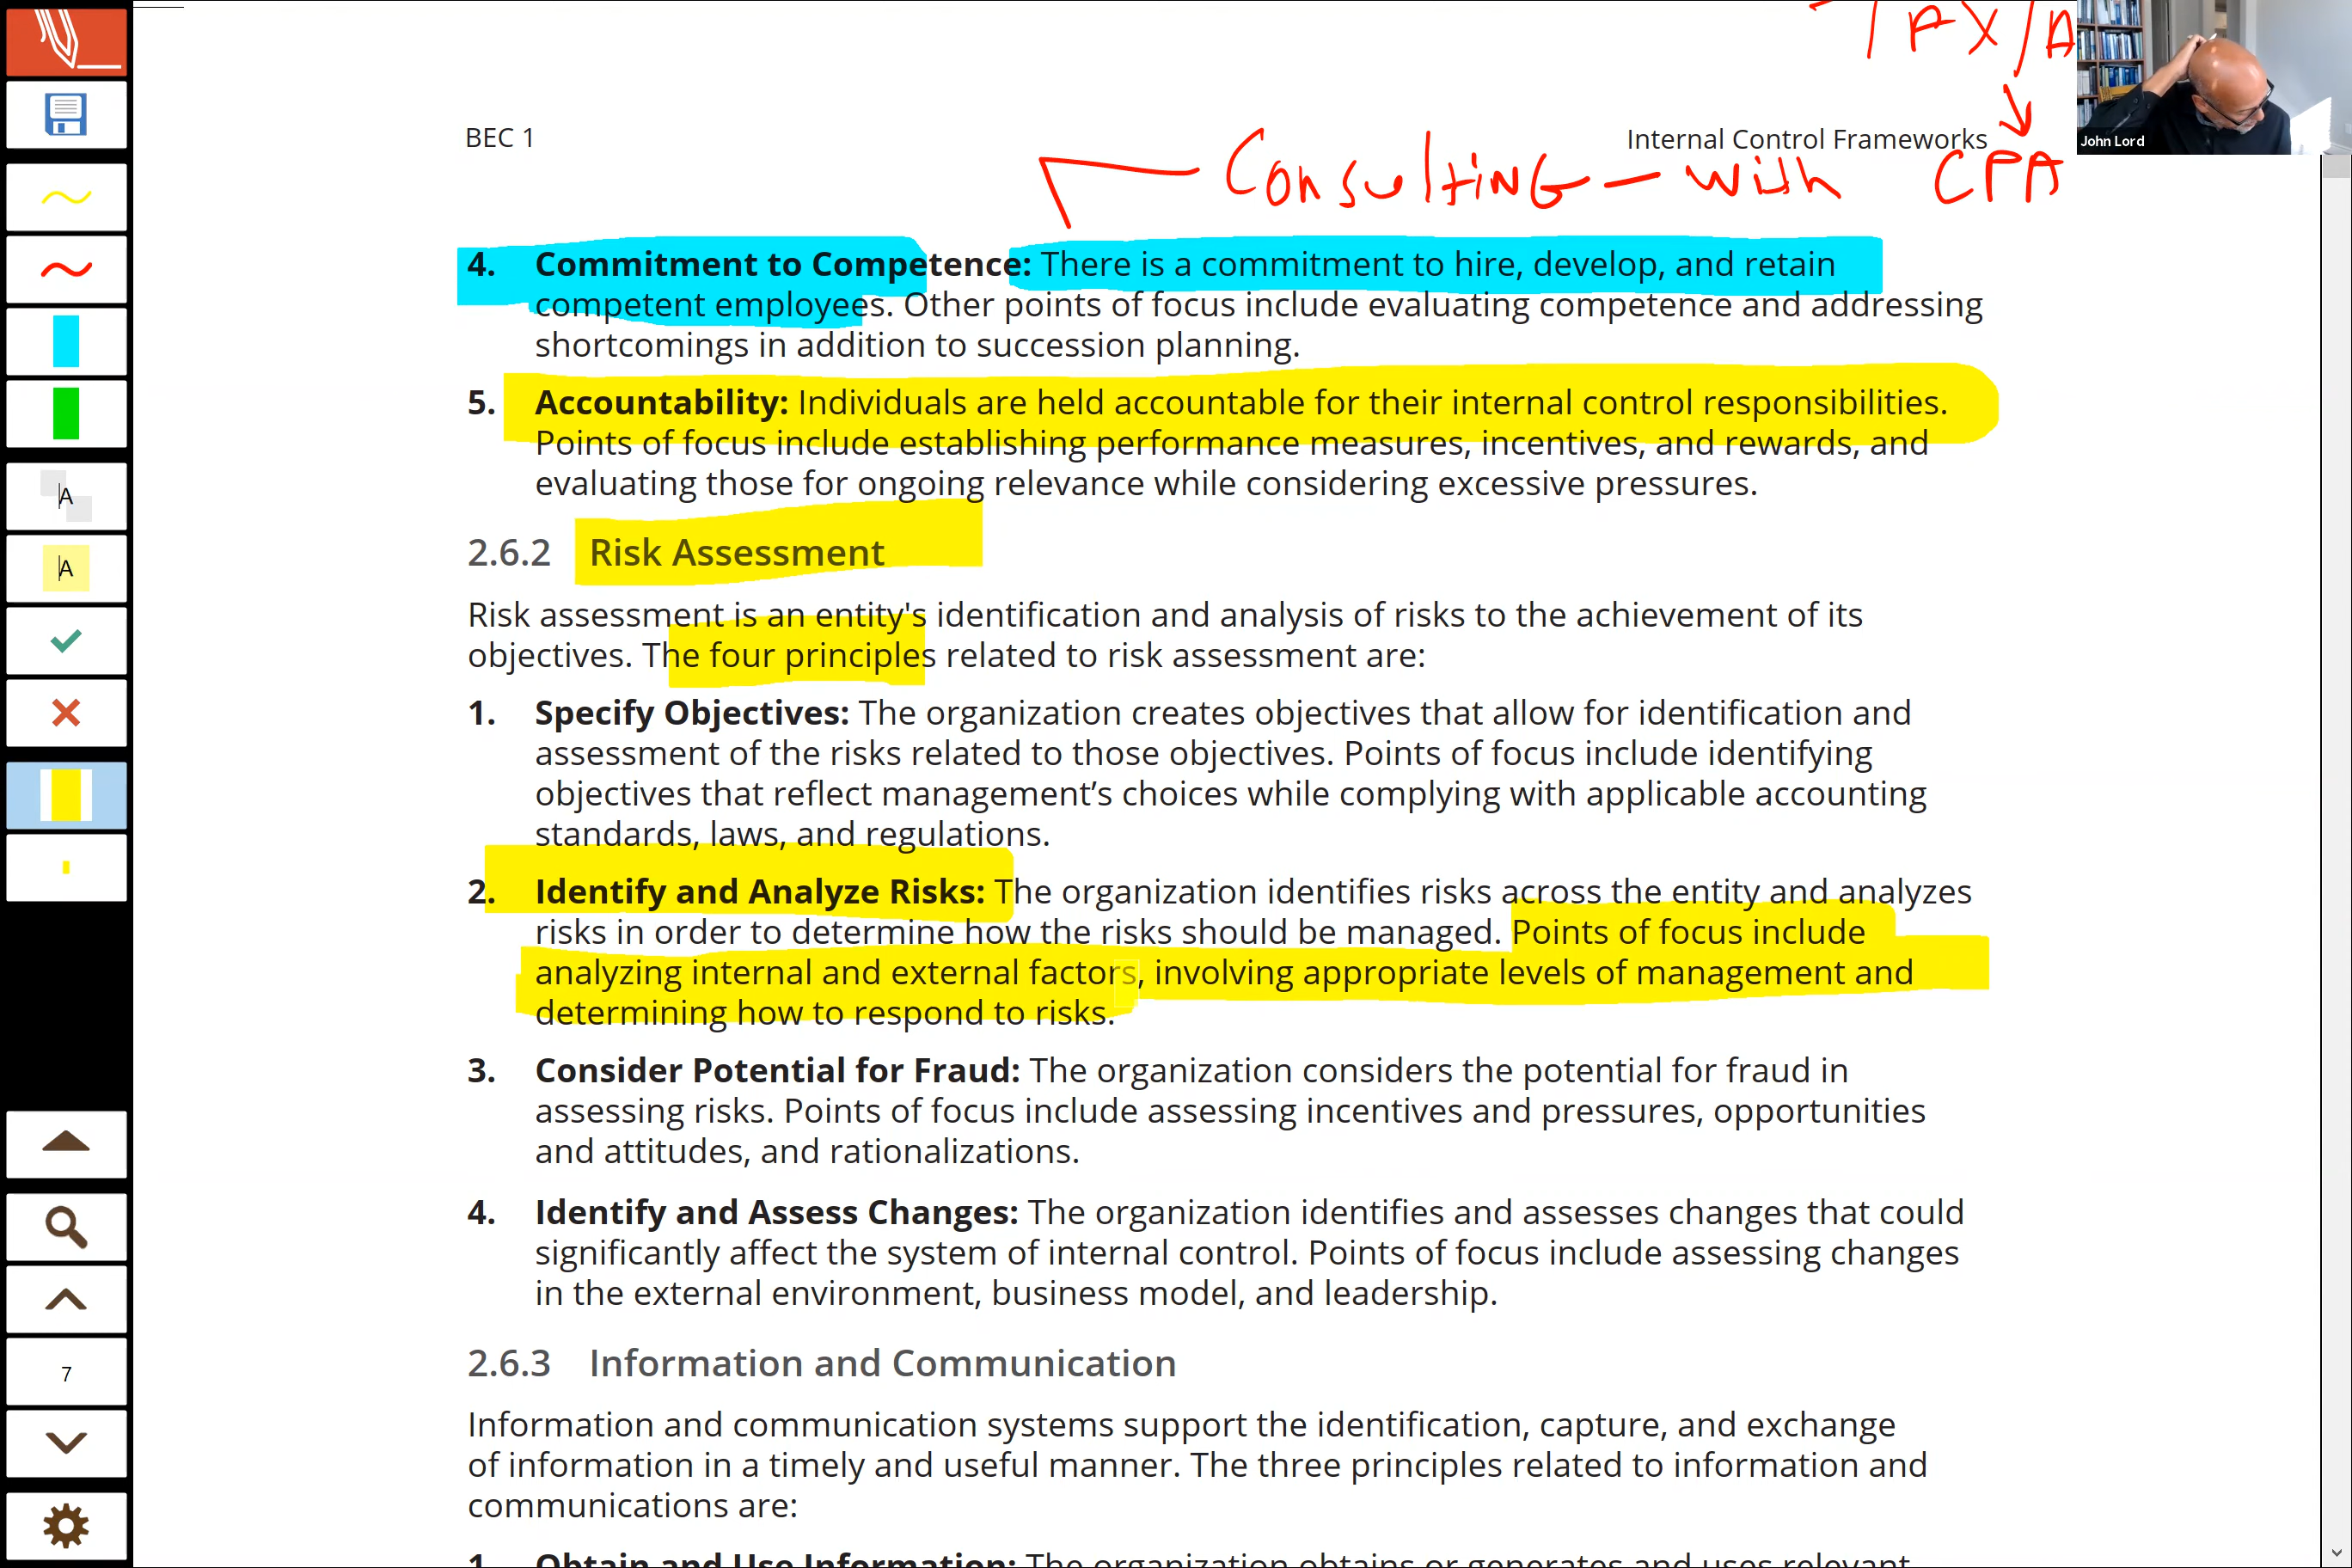 TAX/A
BEC 1
Internal Control Frameworks
John Lord
Consulting - with CPA
4. Commitment to Competence: There is a commitment to hire, develop, and retain
competent employees. Other points of focus include evaluating competence and addressing
shortcomings in addition to succession planning.
5. Accountability: Individuals are held accountable for their internal control responsibilities.
Points of focus include establishing performance measures, incentives, and rewards, and
evaluating those for ongoing relevance while considering excessive pressures.
2.6.2 Risk Assessment
Risk assessment is an entity's identification and analysis of risks to the achievement of its
objectives. The four principles related to risk assessment are:
1. Specify Objectives: The organization creates objectives that allow for identification and
assessment of the risks related to those objectives. Points of focus include identifying
objectives that reflect management’s choices while complying with applicable accounting
standards, laws, and regulations.
2. Identify and Analyze Risks: The organization identifies risks across the entity and analyzes
risks in order to determine how the risks should be managed. Points of focus include
analyzing internal and external factors, involving appropriate levels of management and
determining how to respond to risks.
3. Consider Potential for Fraud: The organization considers the potential for fraud in
assessing risks. Points of focus include assessing incentives and pressures, opportunities
and attitudes, and rationalizations.
4. Identify and Assess Changes: The organization identifies and assesses changes that could
significantly affect the system of internal control. Points of focus include assessing changes
in the external environment, business model, and leadership.
2.6.3 Information and Communication
Information and communication systems support the identification, capture, and exchange
of information in a timely and useful manner. The three principles related to information and
communications are:
1. Obtain and Use Information: The organization obtains or generates and uses relevant
A
A
7